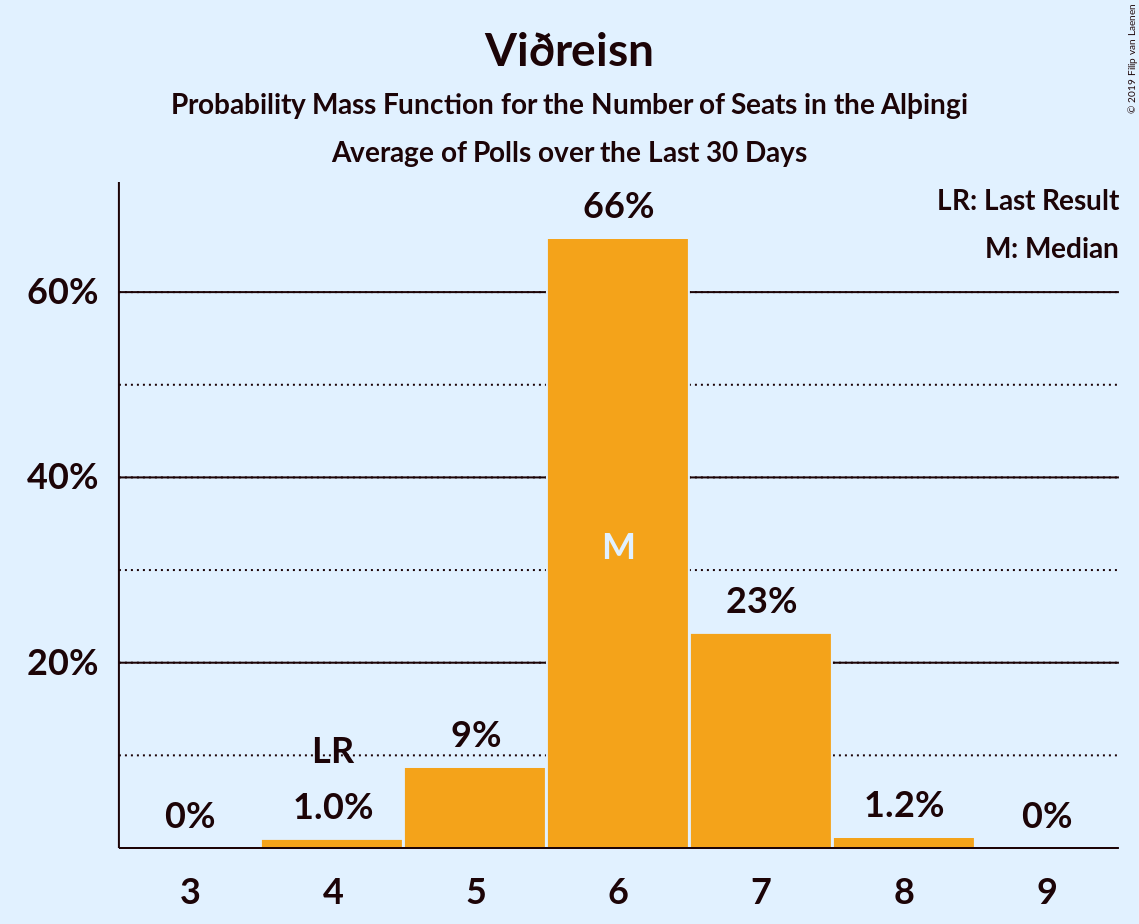 Viðreisn
Probability Mass Function for the Number of Seats in the Alþingi
Average of Polls over the Last 30 Days
© 2019 Filip van Laenen
LR: Last Result
M: Median
66%
60%
40%
M
23%
20%
9%
LR
0%
1.0%
1.2%
0%
3 4 5 6 7 8 9